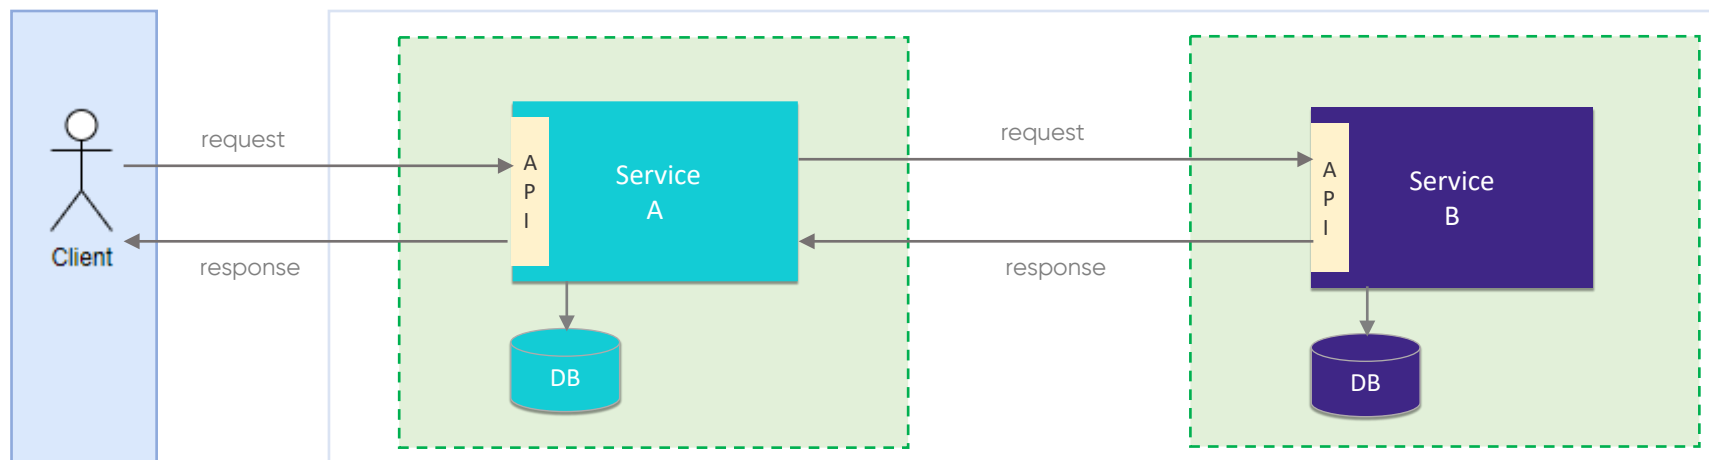 request
response
Client
A
P
I
Service
A
DB
request
response
A
P
I
Service
B
DB